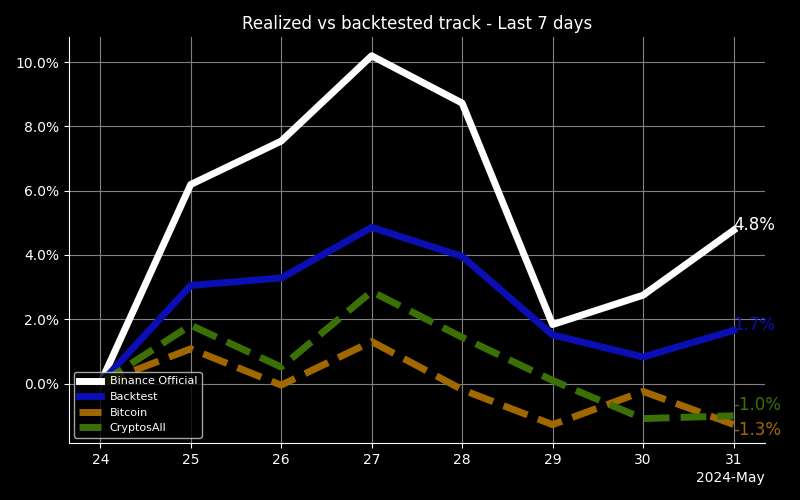 Realized vs backtested track - Last 7 days
10.0%
8.0%
6.0%
4.0%
2.0%
0.0%
4.8%
1.7%
-1.0%
-1.3%
Binance Official
Backtest
Bitcoin
CryptosAll
24 25 26 27 28 29 30 31
2024-May